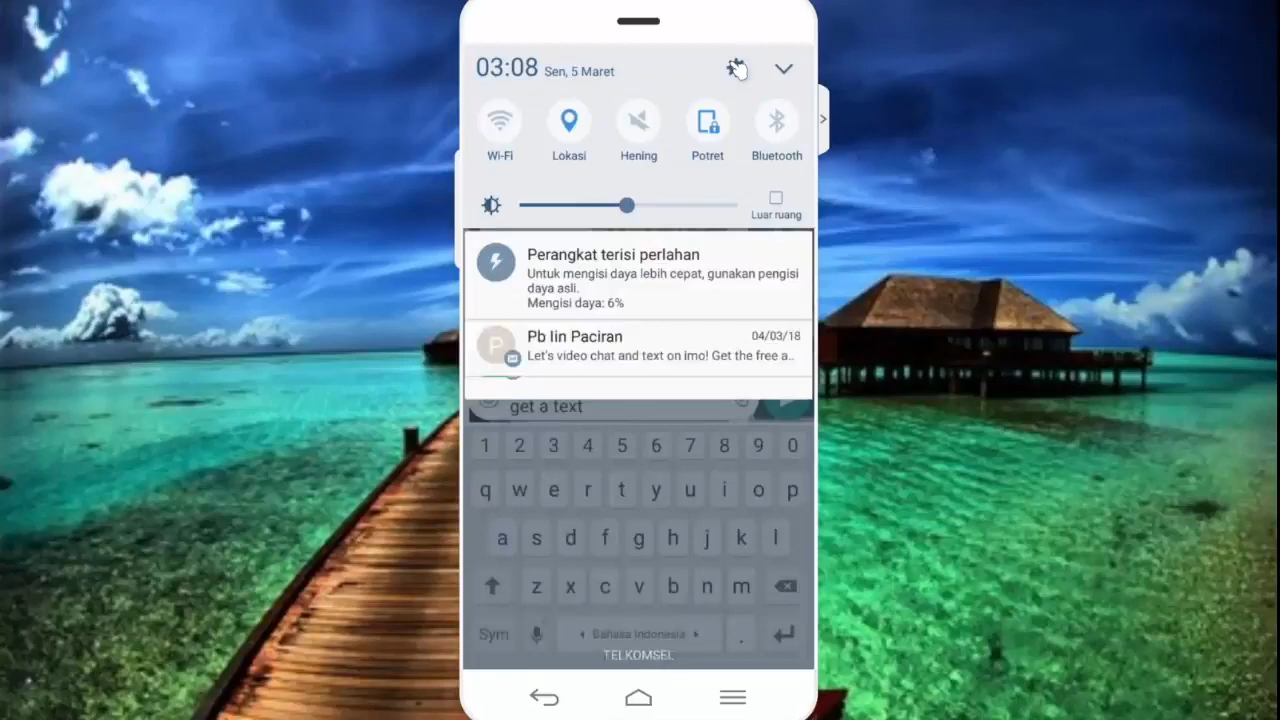 03:08 Sen, 5 Maret
Wi-Fi Lokasi Hening Potret Bluetooth
Luar ruang
Perangkat terisi perlahan
Untuk mengisi daya lebih cepat, gunakan pengisi
daya asli.
Mengisi daya: 6%
P
Pb Iin Paciran 04/03/18
Let's video chat and text on imo! Get the free a..
get a text
1 2 3 4 5 6 7 8 9 0
q w e r t y u i o p
a s d f g h j k l
z x c v b n m
Sym Bahasa Indonesia .
TELKOMSEL